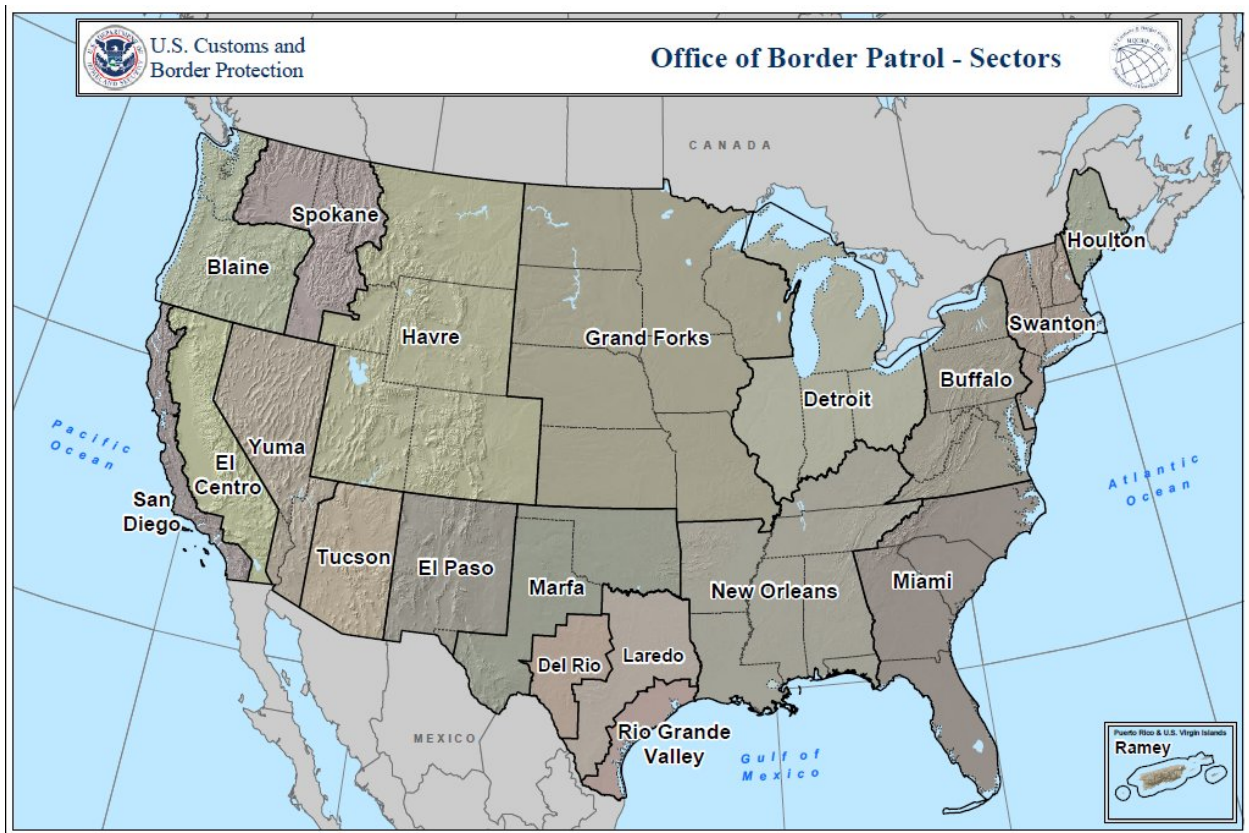 U.S. Customs and
Border Protection
Office of Border Patrol - Sectors
CANADA
Spokane
Blaine
Havre
Grand Forks
Houlton
Swanton
Buffalo
Detroit
Pacific
Ocean
Yuma
El
Centro
San
Diego
Tucson
El Paso
Marfa
New Orleans
Miami
Atlantic
Ocean
Del Rio
Laredo
Rio Grande
Valley
MEXICO
Gulf of
Mexico
Puerto Rico & U.S. Virgin Islands
Ramey